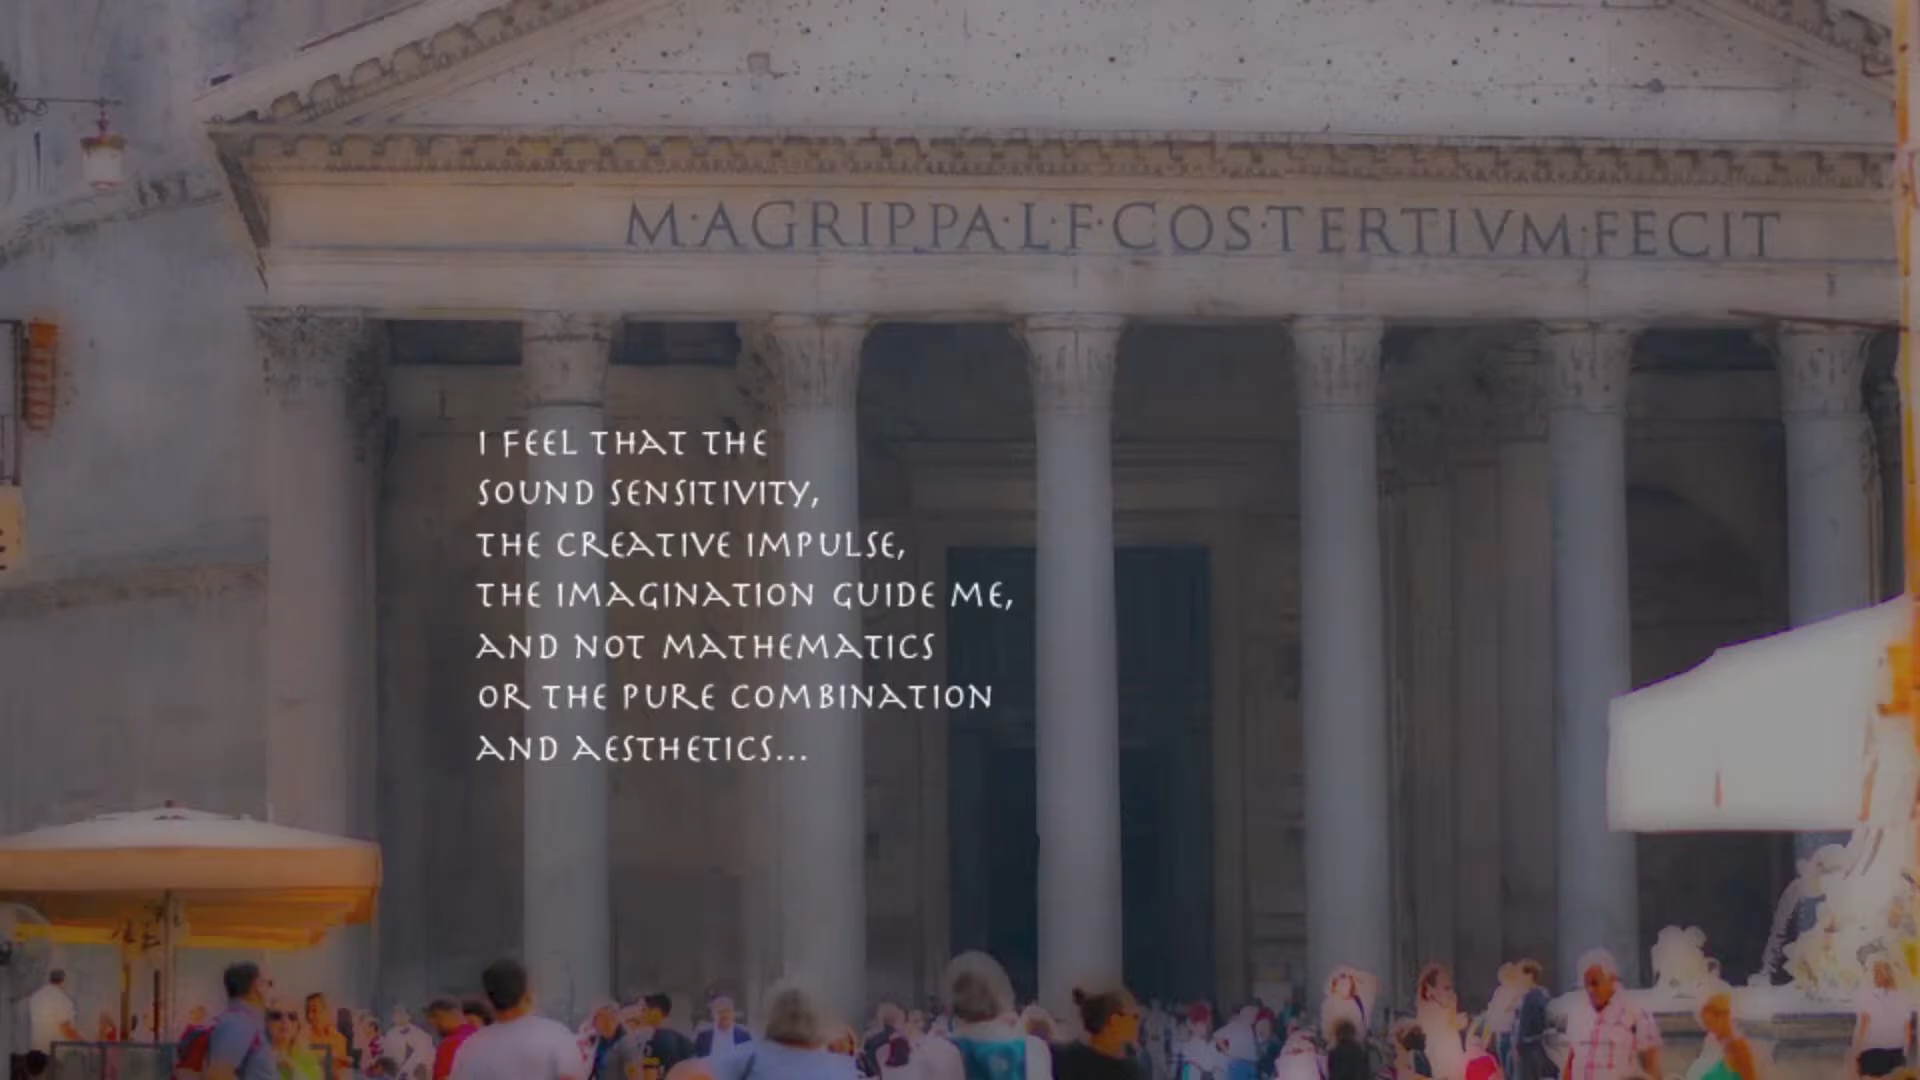 M·AGRIPPA·L·F·COS·TERTIVM·FECIT
I FEEL THAT THE
SOUND SENSITIVITY,
THE CREATIVE IMPULSE,
THE IMAGINATION GUIDE ME,
AND NOT MATHEMATICS
OR THE PURE COMBINATION
AND AESTHETICS...